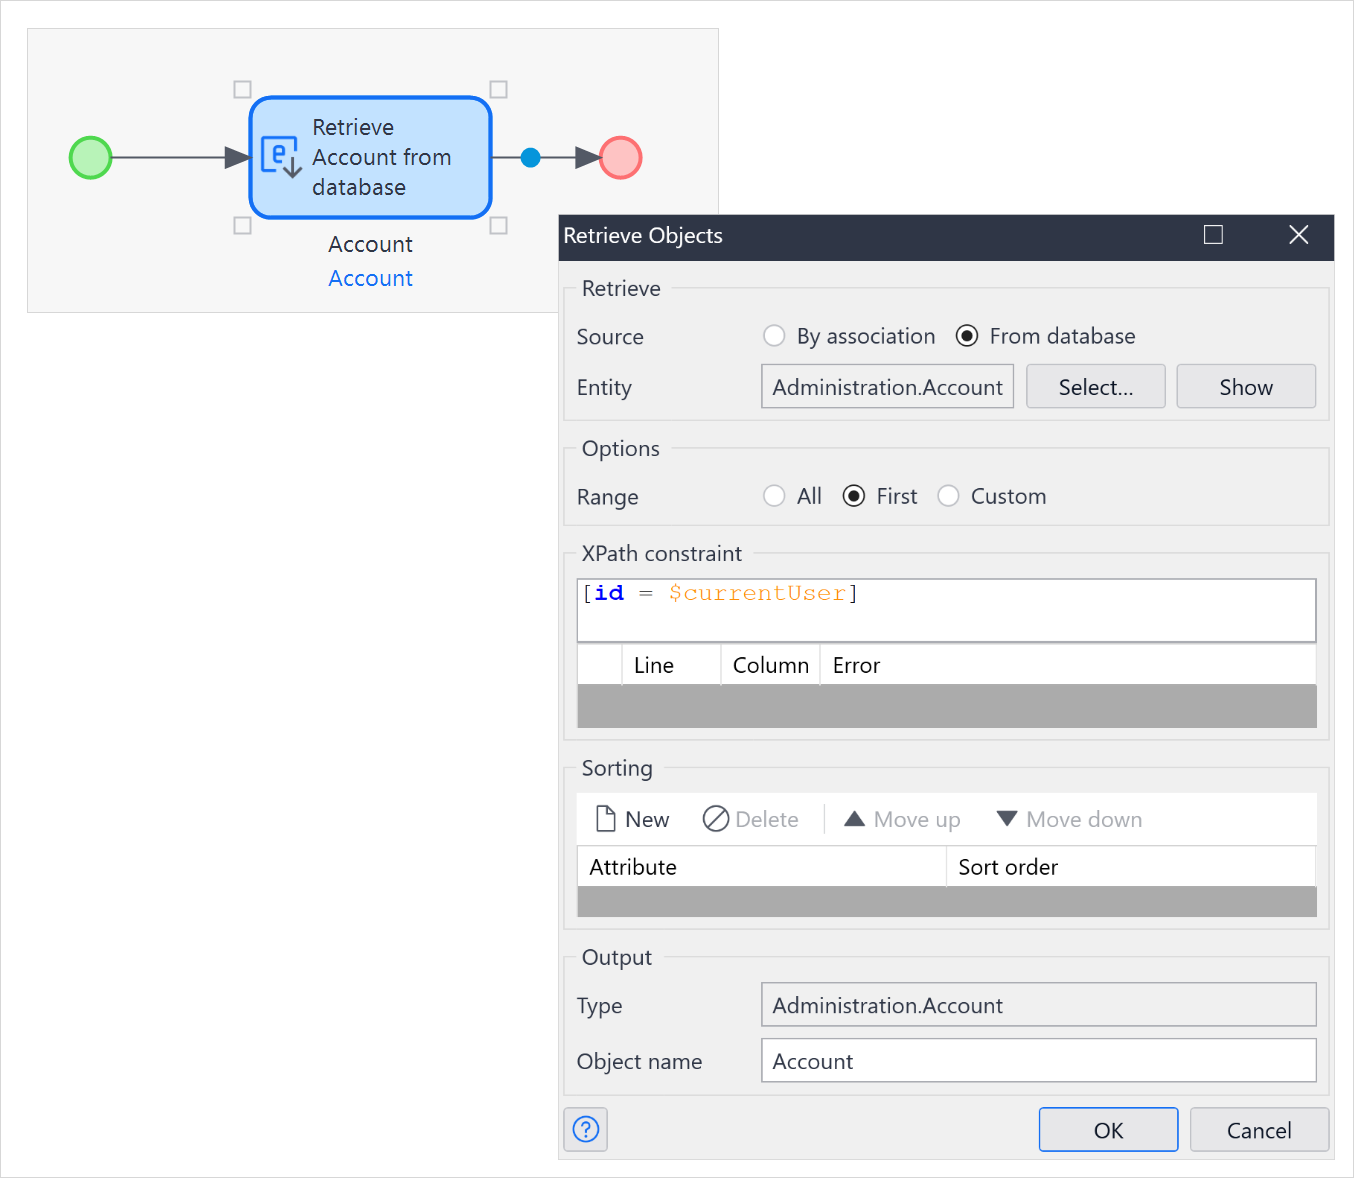 Retrieve
Account from
database
Account
Account
Retrieve Objects
Retrieve
Source By association From database
Entity Administration.Account Select... Show
Options
Range All First Custom
XPath constraint
[id = $currentUser]
Line Column Error
Sorting
New Delete Move up Move down
Attribute Sort order
Output
Type Administration.Account
Object name Account
? OK Cancel